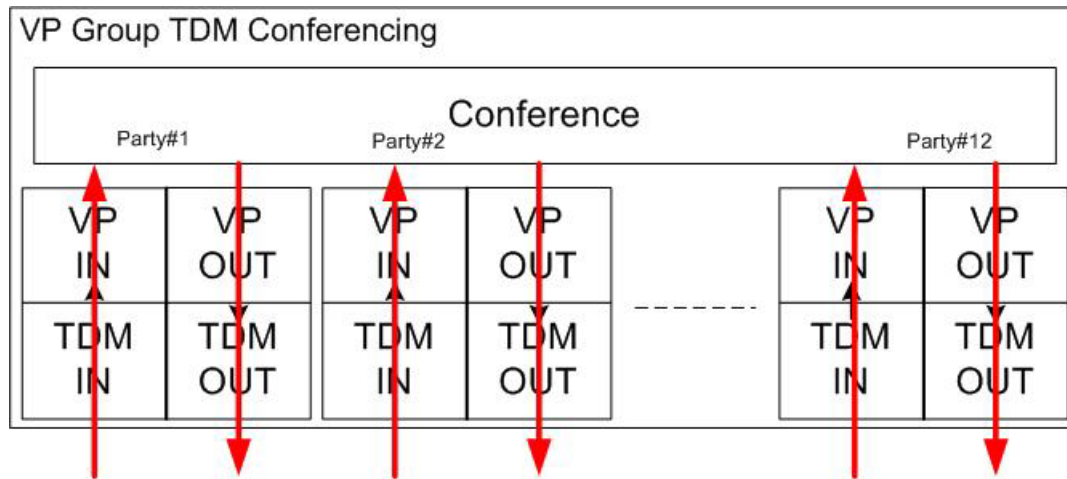 VP Group TDM Conferencing
Conference
Party#1
Party#2
Party#12
VP
IN
VP
OUT
VP
IN
VP
OUT
VP
IN
VP
OUT
TDM
IN
TDM
OUT
TDM
IN
TDM
OUT
TDM
IN
TDM
OUT